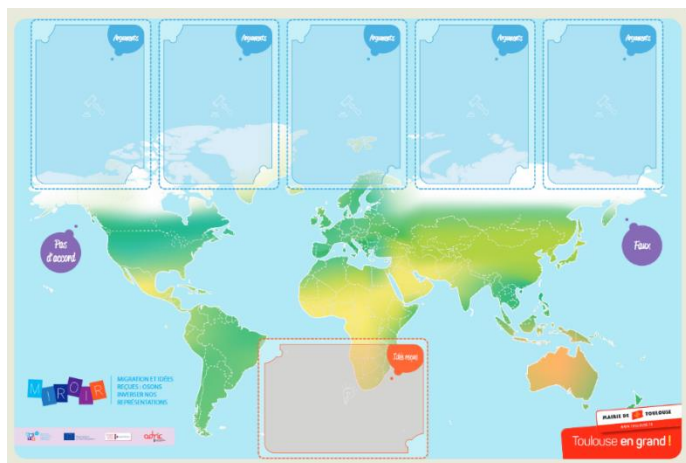 Arguments
Arguments
Arguments
Arguments
Arguments
Pas
d'accord
Faux
Idée reçue
MIROIR
MIGRATION ET IDÉES
REÇUES : OSONS
INVERSER NOS
REPRÉSENTATIONS
adric
MAIRIE DE TOULOUSE
Toulouse en grand !